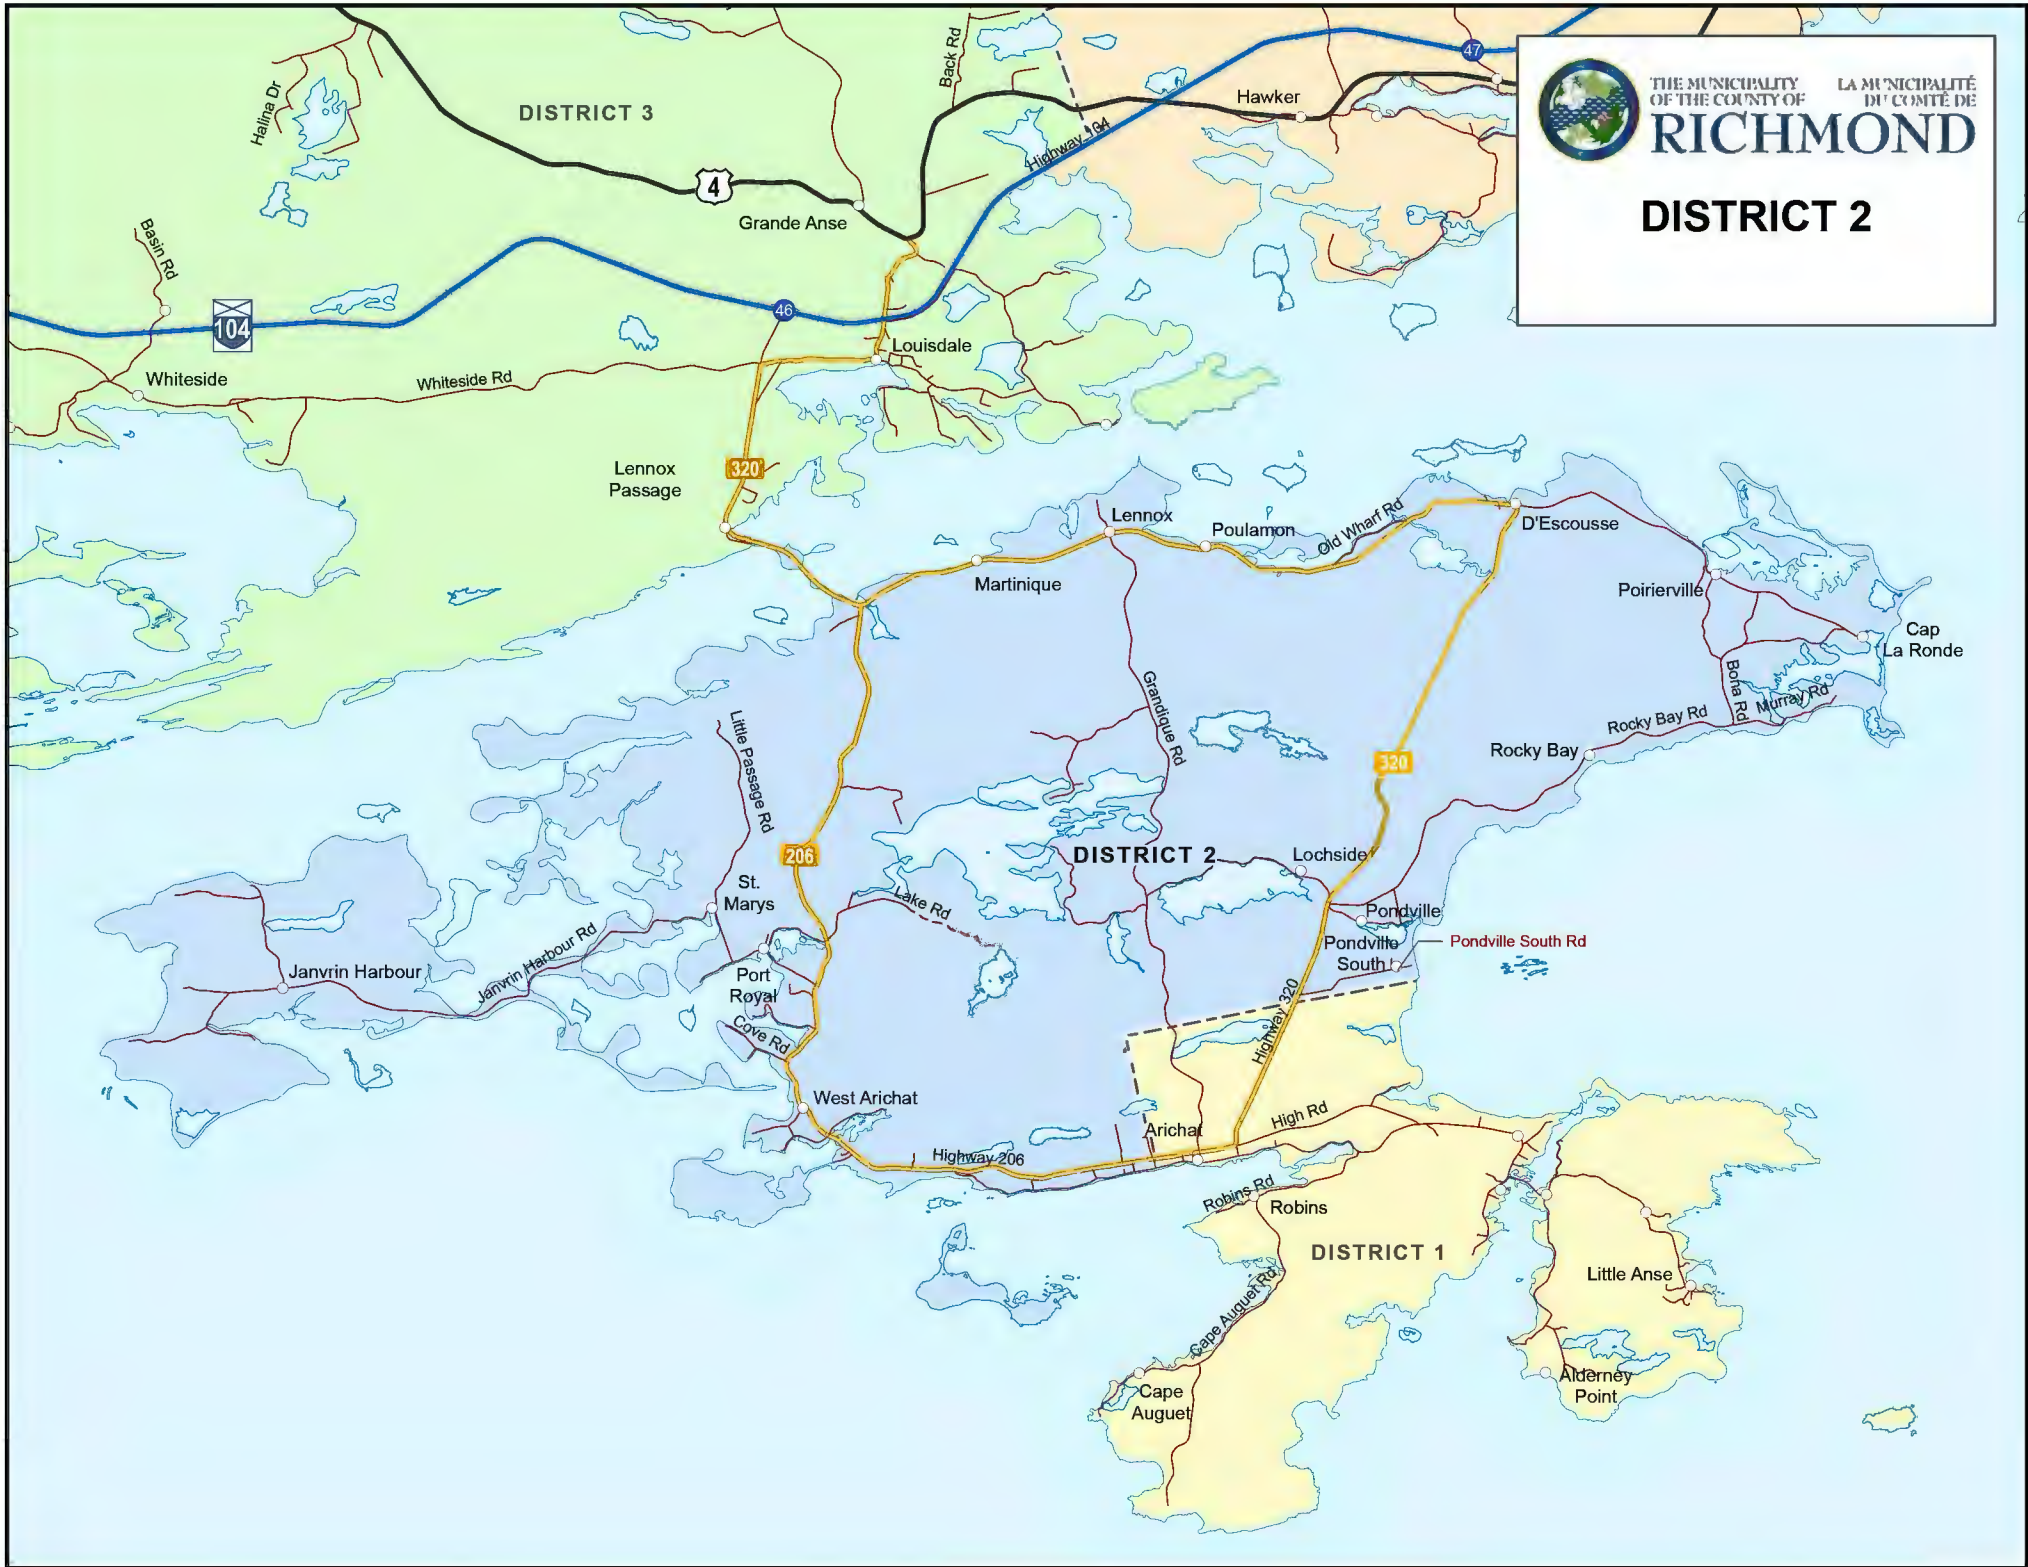 THE MUNICIPALITY
OF THE COUNTY OF
LA MUNICIPALITÉ
DU COMTÉ DE
RICHMOND
DISTRICT 2
47
Back Rd
Hawker
Halina Dr
DISTRICT 3
Highway 104
4
Grande Anse
Basin Rd
104
46
Louisdale
Whiteside
Whiteside Rd
320
Lennox
Passage
Lennox
Poulamon
Old Wharf Rd
D'Escousse
Martinique
Poirierville
Cap
La Ronde
Bona Rd
Murray Rd
Rocky Bay Rd
Rocky Bay
Grandique Rd
Little Passage Rd
320
206
DISTRICT 2
Lochside
St.
Marys
Lake Rd
Pondville
Pondville
South
Pondville South Rd
Janvrin Harbour Rd
Janvrin Harbour
Port
Royal
Cove Rd
Highway 320
West Arichat
High Rd
Arichat
Highway 206
Robins Rd
Robins
DISTRICT 1
Little Anse
Cape Auguet Rd
Alderney
Point
Cape
Auguet